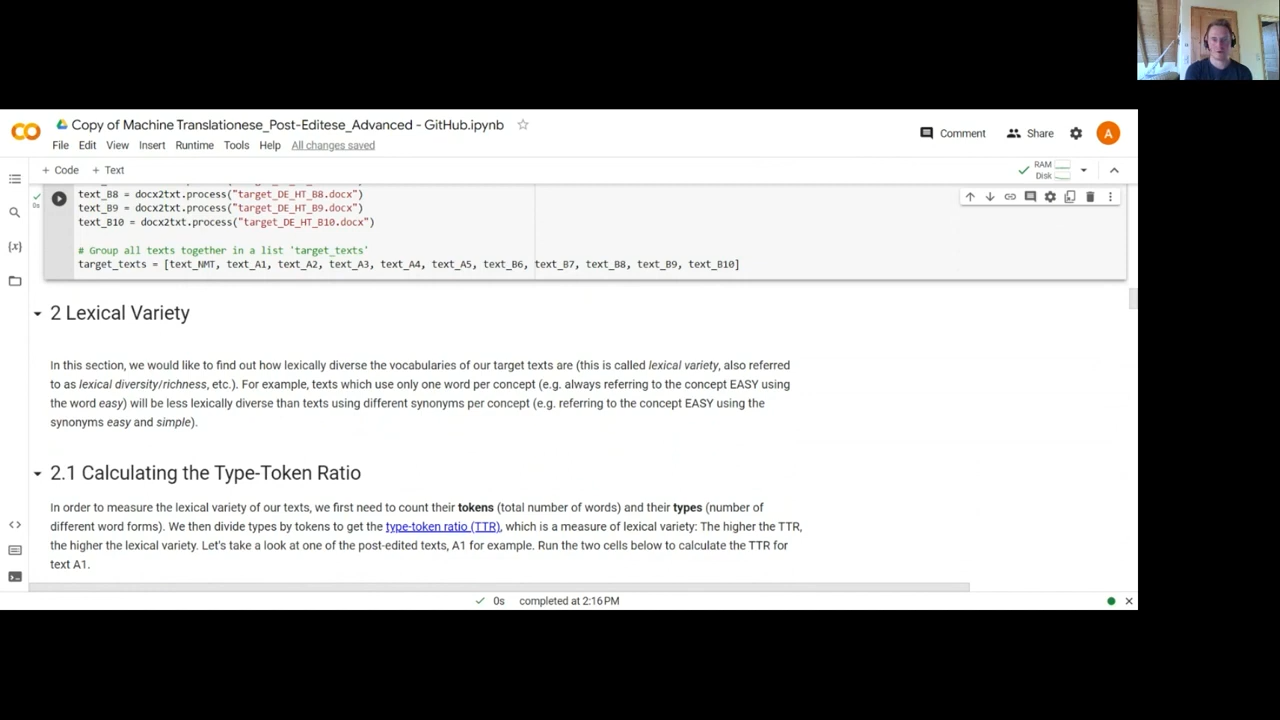 Copy of Machine Translationese_Post-Editese_Advanced - GitHub.ipynb
File Edit View Insert Runtime Tools Help All changes saved
Comment Share A
+ Code + Text
RAM
Disk
0s
text_B8 = docx2txt.process("target_DE_HT_B8.docx")
text_B9 = docx2txt.process("target_DE_HT_B9.docx")
text_B10 = docx2txt.process("target_DE_HT_B10.docx")
# Group all texts together in a list 'target_texts'
target_texts = [text_NMT, text_A1, text_A2, text_A3, text_A4, text_A5, text_B6, text_B7, text_B8, text_B9, text_B10]
2 Lexical Variety
In this section, we would like to find out how lexically diverse the vocabularies of our target texts are (this is called lexical variety, also referred
to as lexical diversity/richness, etc.). For example, texts which use only one word per concept (e.g. always referring to the concept EASY using
the word easy) will be less lexically diverse than texts using different synonyms per concept (e.g. referring to the concept EASY using the
synonyms easy and simple).
2.1 Calculating the Type-Token Ratio
In order to measure the lexical variety of our texts, we first need to count their tokens (total number of words) and their types (number of
different word forms). We then divide types by tokens to get the type-token ratio (TTR), which is a measure of lexical variety: The higher the TTR,
the higher the lexical variety. Let's take a look at one of the post-edited texts, A1 for example. Run the two cells below to calculate the TTR for
text A1.
0s completed at 2:16 PM